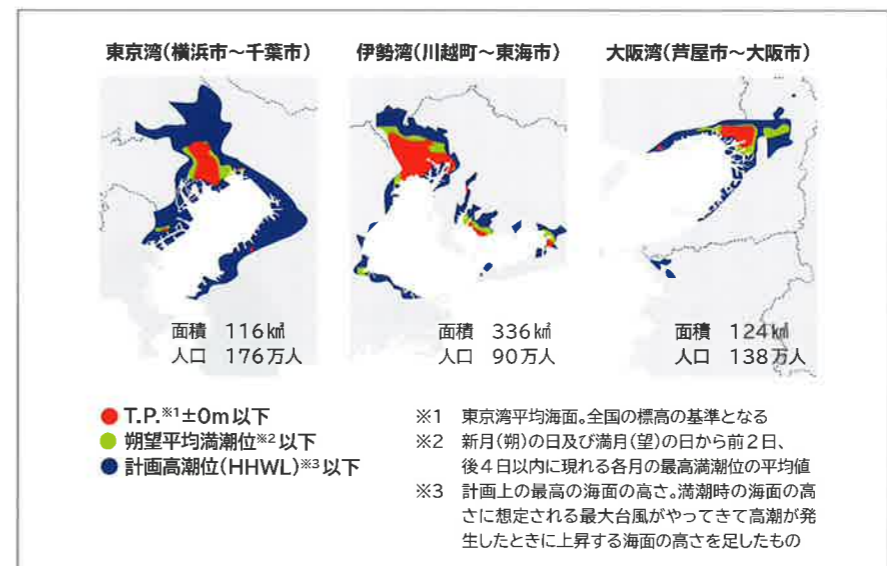 東京湾(横浜市～千葉市)
伊勢湾(川越町～東海市)
大阪湾(芦屋市～大阪市)
面積 116㎢
人口 176万人
面積 336㎢
人口 90万人
面積 124㎢
人口 138万人
●T.P.※1±0m以下
●朔望平均満潮位※2以下
●計画高潮位(HHWL)※3以下
※1 東京湾平均海面。全国の標高の基準となる
※2 新月(朔)の日及び満月(望)の日から前2日、
後4日以内に現れる各月の最高満潮位の平均値
※3 計画上の最高の海面の高さ。満潮時の海面の高
さに想定される最大台風がやってきて高潮が発
生したときに上昇する海面の高さを足したもの